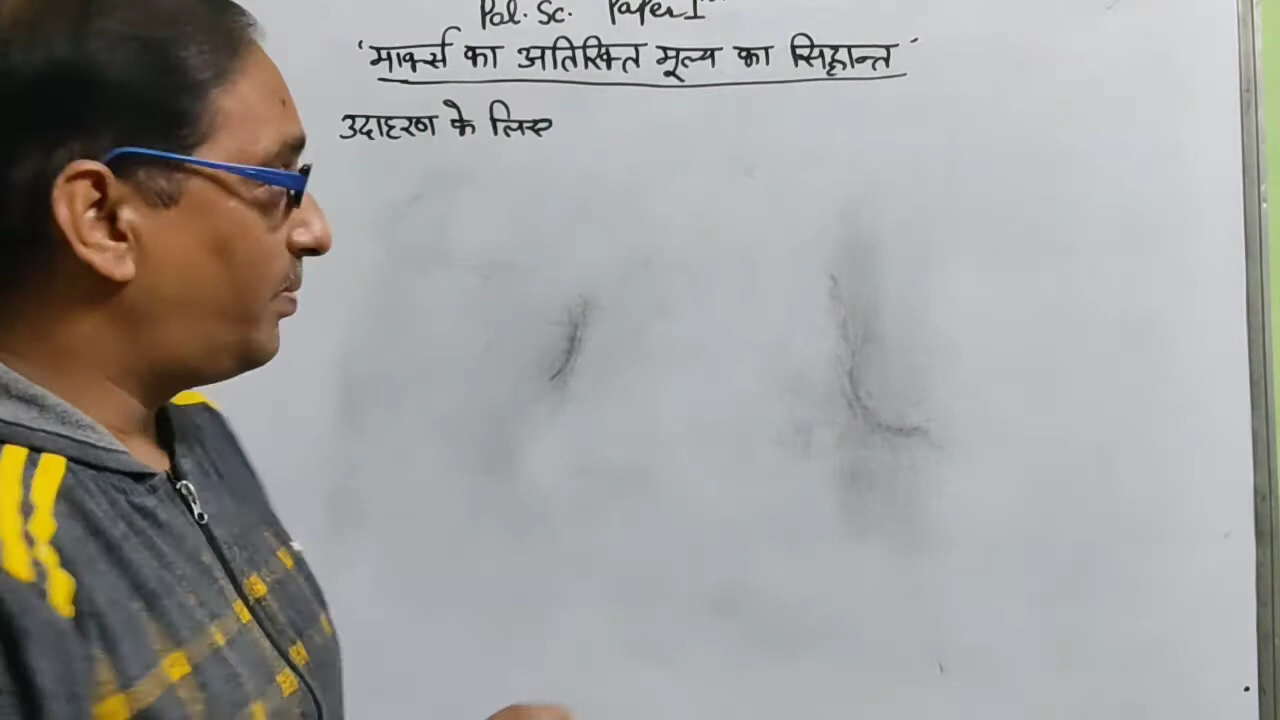 Pol. Sc. Paper I
'मार्क्स का अतिरिक्त मूल्य का सिद्धान्त'
उदाहरण के लिए